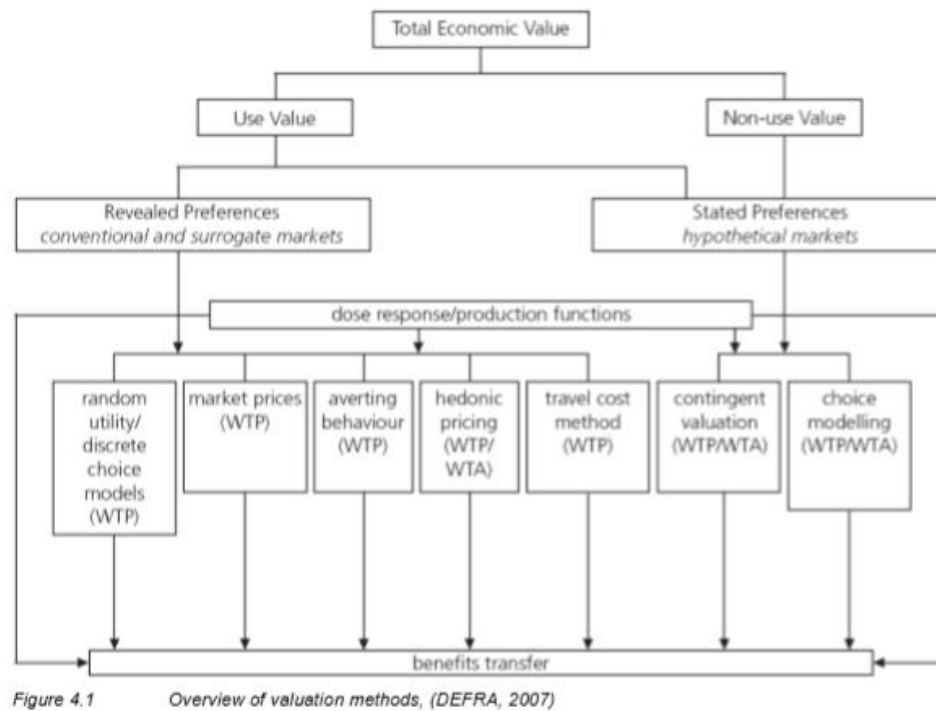 Total Economic Value
Use Value
Non-use Value
Revealed Preferences
conventional and surrogate markets
Stated Preferences
hypothetical markets
dose response/production functions
random
utility/
discrete
choice
models
(WTP)
market prices
(WTP)
averting
behaviour
(WTP)
hedonic
pricing
(WTP/
WTA)
travel cost
method
(WTP)
contingent
valuation
(WTP/WTA)
choice
modelling
(WTP/WTA)
benefits transfer
Figure 4.1 Overview of valuation methods, (DEFRA, 2007)